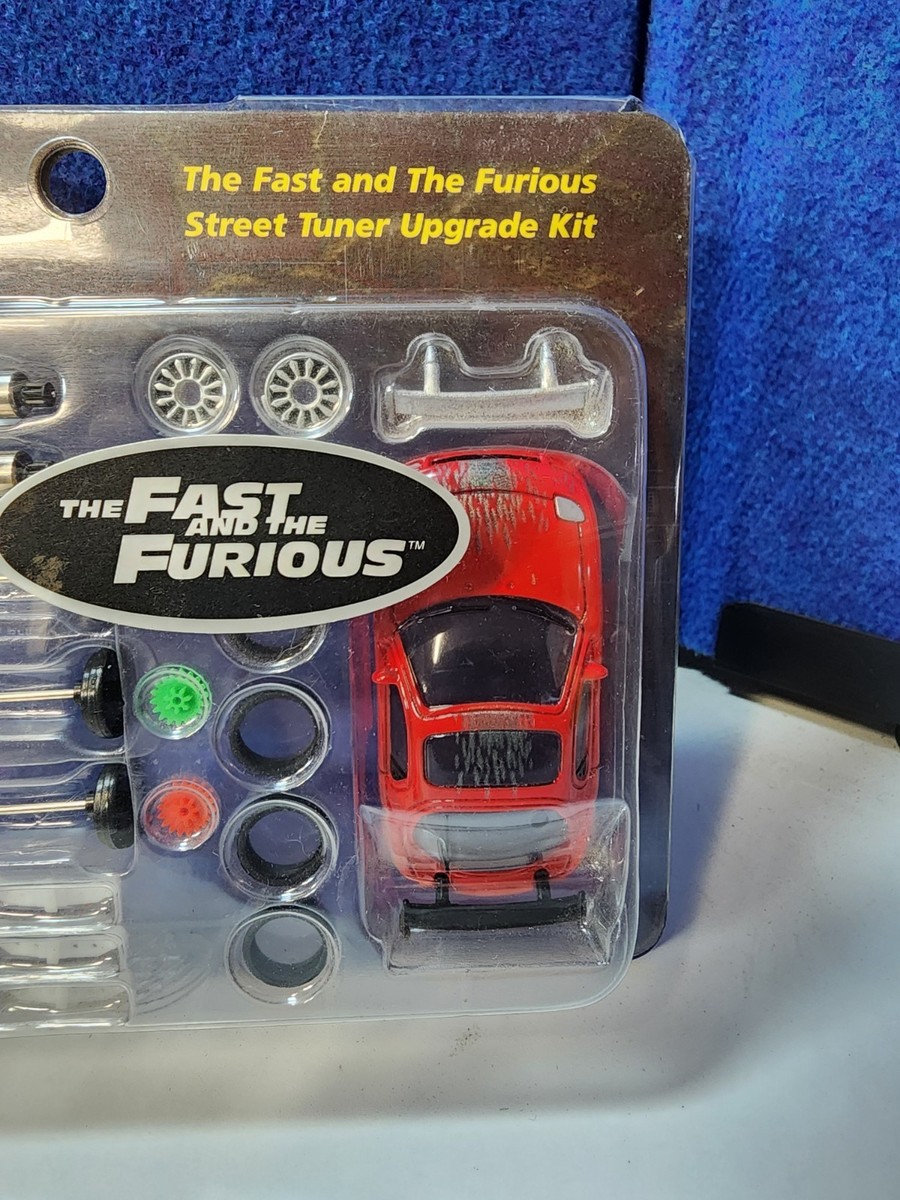 The Fast and The Furious
Street Tuner Upgrade Kit
THE FAST
AND THE
FURIOUS™